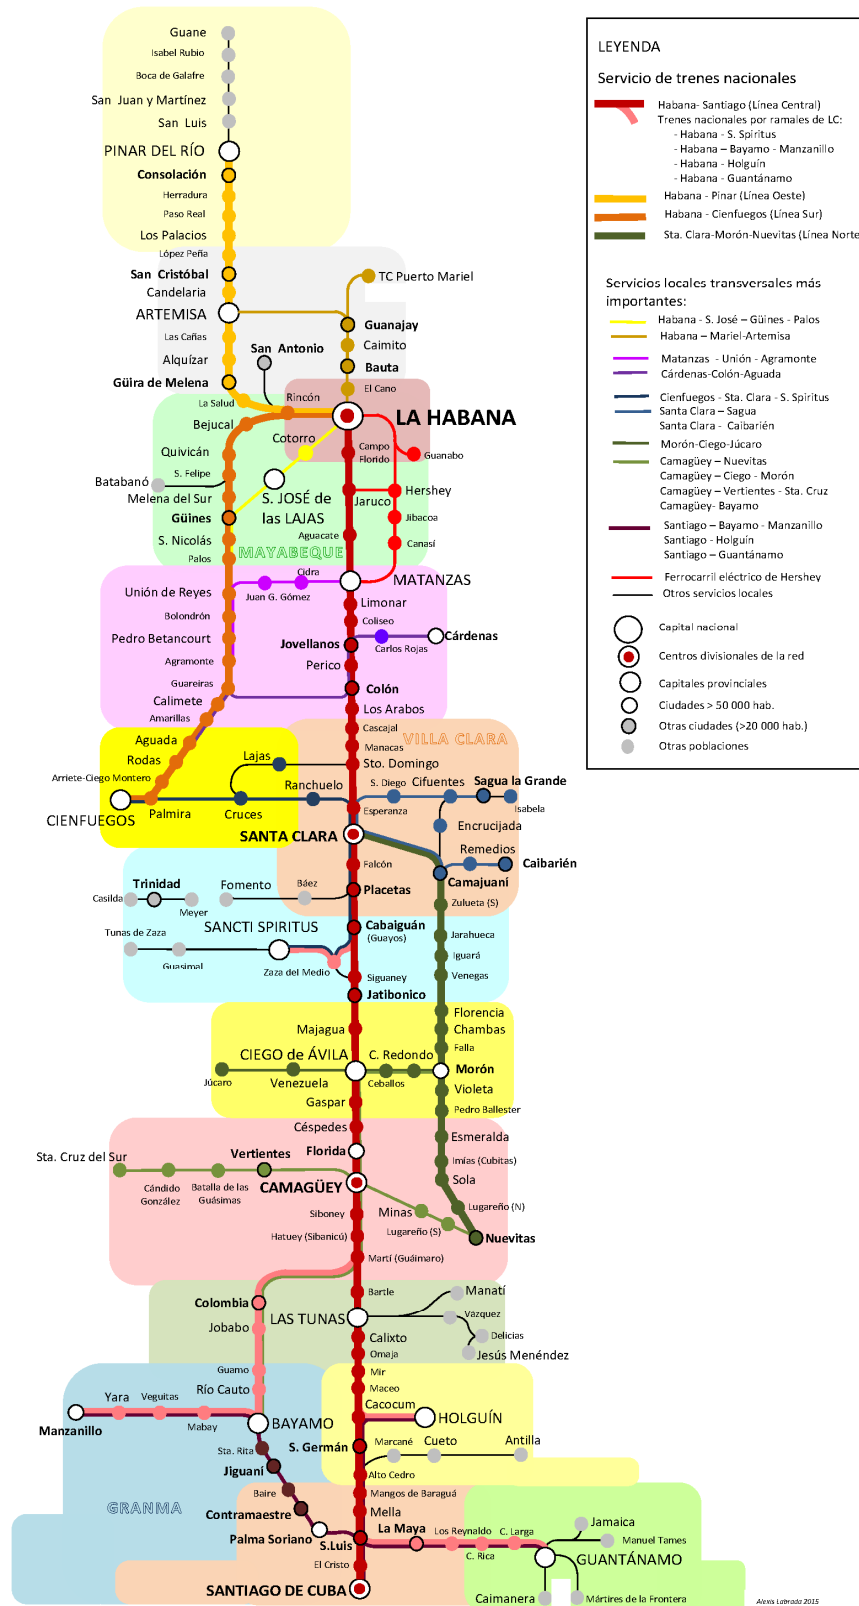 Guane
Isabel Rubio
Boca de Galafre
San Juan y Martínez
San Luis
PINAR DEL RÍO
Consolación
Herradura
Paso Real
Los Palacios
López Peña
San Cristóbal
Candelaria
ARTEMISA
Las Cañas
Alquízar
Güira de Melena
La Salud
San Antonio
Rincón
TC Puerto Mariel
Guanajay
Caimito
Bauta
El Cano
LA HABANA
Bejucal
Cotorro
Quivicán
S. Felipe
Batabanó
Melena del Sur
Güines
S. Nicolás
Palos
S. JOSÉ de
las LAJAS
Campo
Florido
Guanabo
Hershey
Jaruco
Jibacoa
Aguacate
Canasí
MAYABEQUE
MATANZAS
Cidra
Juan G. Gómez
Unión de Reyes
Bolondrón
Pedro Betancourt
Agramonte
Guareiras
Calimete
Amarillas
Limonar
Coliseo
Jovellanos
Carlos Rojas
Cárdenas
Perico
Colón
Los Arabos
Cascajal
Manacas
VILLA CLARA
Sto. Domingo
Aguada
Rodas
Arriete-Ciego Montero
Lajas
Ranchuelo
CIENFUEGOS
Palmira
Cruces
S. Diego
Cifuentes
Sagua la Grande
Isabela
Esperanza
SANTA CLARA
Encrucijada
Remedios
Caibarién
Camajuaní
Falcón
Placetas
Zulueta (S)
Trinidad
Casilda
Meyer
Fomento
Báez
SANCTI SPIRITUS
Cabaiguán
(Guayos)
Tunas de Zaza
Guasimal
Zaza del Medio
Siguaney
Jatibonico
Jarahueca
Iguará
Venegas
Florencia
Chambas
Falla
Majagua
CIEGO de ÁVILA
C. Redondo
Morón
Júcaro
Venezuela
Ceballos
Violeta
Gaspar
Pedro Ballester
Céspedes
Esmeralda
Florida
Imías (Cubitas)
Sta. Cruz del Sur
Vertientes
CAMAGÜEY
Sola
Cándido
González
Batalla de las
Guásimas
Siboney
Minas
Lugareño (N)
Lugareño (S)
Hatuey (Sibanicú)
Nuevitas
Martí (Guáimaro)
Colombia
Bartle
Manatí
Jobabo
LAS TUNAS
Vázquez
Calixto
Delicias
Omaja
Jesús Menéndez
Guamo
Mir
Río Cauto
Maceo
Yara
Veguitas
Mabay
Manzanillo
BAYAMO
Cacocum
HOLGUÍN
Sta. Rita
S. Germán
Marcané
Cueto
Antilla
Jiguaní
Alto Cedro
Baire
Mangos de Baraguá
GRANMA
Contramaestre
Mella
Palma Soriano
S.Luis
La Maya
Los Reynaldo
C. Larga
C. Rica
Jamaica
Manuel Tames
GUANTÁNAMO
El Cristo
SANTIAGO DE CUBA
Caimanera
Mártires de la Frontera
Alexis Labrada 2015
LEYENDA
Servicio de trenes nacionales
Habana- Santiago (Línea Central)
Trenes nacionales por ramales de LC:
- Habana - S. Spiritus
- Habana – Bayamo - Manzanillo
- Habana - Holguín
- Habana - Guantánamo
Habana - Pinar (Línea Oeste)
Habana - Cienfuegos (Línea Sur)
Sta. Clara-Morón-Nuevitas (Línea Norte
Servicios locales transversales más
importantes:
Habana - S. José – Güines - Palos
Habana – Mariel-Artemisa
Matanzas - Unión - Agramonte
Cárdenas-Colón-Aguada
Cienfuegos - Sta. Clara - S. Spiritus
Santa Clara – Sagua
Santa Clara - Caibarién
Morón-Ciego-Júcaro
Camagüey – Nuevitas
Camagüey – Ciego - Morón
Camagüey – Vertientes - Sta. Cruz
Camagüey- Bayamo
Santiago – Bayamo - Manzanillo
Santiago - Holguín
Santiago – Guantánamo
Ferrocarril eléctrico de Hershey
Otros servicios locales
Capital nacional
Centros divisionales de la red
Capitales provinciales
Ciudades > 50 000 hab.
Otras ciudades (>20 000 hab.)
Otras poblaciones